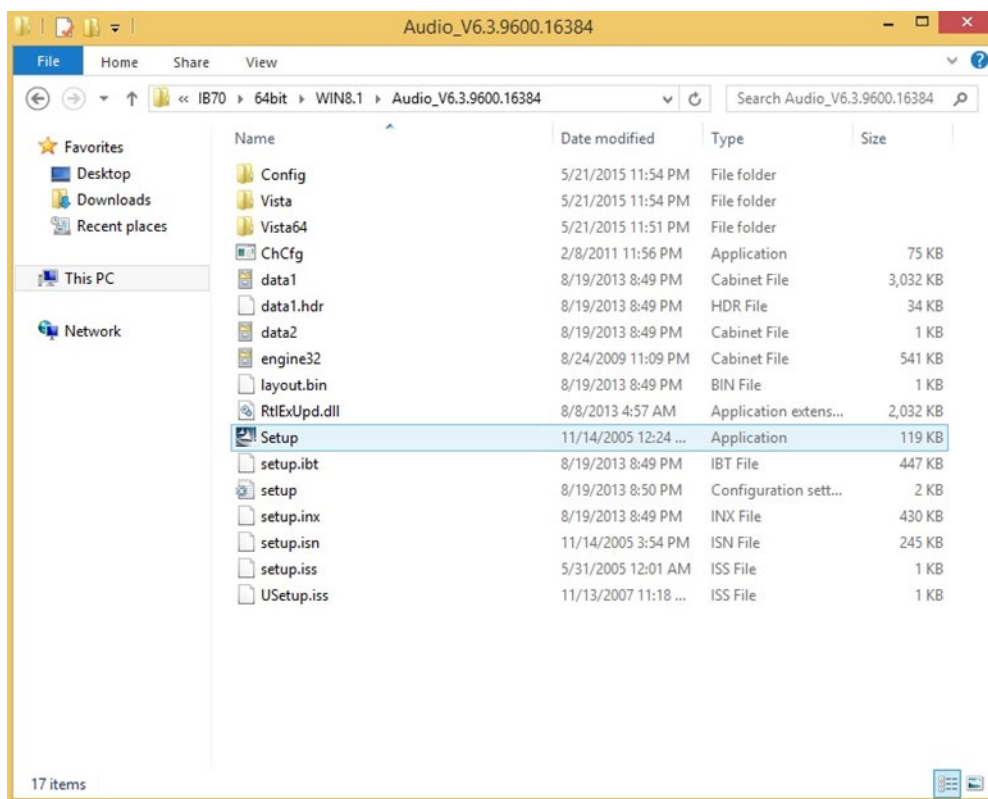 Audio_V6.3.9600.16384
File Home Share View
« IB70 ▸ 64bit ▸ WIN8.1 ▸ Audio_V6.3.9600.16384 Search Audio_V6.3.9600.16384
Favorites
Desktop
Downloads
Recent places
This PC
Network
Name Date modified Type Size
Config 5/21/2015 11:54 PM File folder
Vista 5/21/2015 11:54 PM File folder
Vista64 5/21/2015 11:51 PM File folder
ChCfg 2/8/2011 11:56 PM Application 75 KB
data1 8/19/2013 8:49 PM Cabinet File 3,032 KB
data1.hdr 8/19/2013 8:49 PM HDR File 34 KB
data2 8/19/2013 8:49 PM Cabinet File 1 KB
engine32 8/24/2009 11:09 PM Cabinet File 541 KB
layout.bin 8/19/2013 8:49 PM BIN File 1 KB
RtlExUpd.dll 8/8/2013 4:57 AM Application extens... 2,032 KB
Setup 11/14/2005 12:24 ... Application 119 KB
setup.ibt 8/19/2013 8:49 PM IBT File 447 KB
setup 8/19/2013 8:50 PM Configuration sett... 2 KB
setup.inx 8/19/2013 8:49 PM INX File 430 KB
setup.isn 11/14/2005 3:54 PM ISN File 245 KB
setup.iss 5/31/2005 12:01 AM ISS File 1 KB
USetup.iss 11/13/2007 11:18 ... ISS File 1 KB
17 items